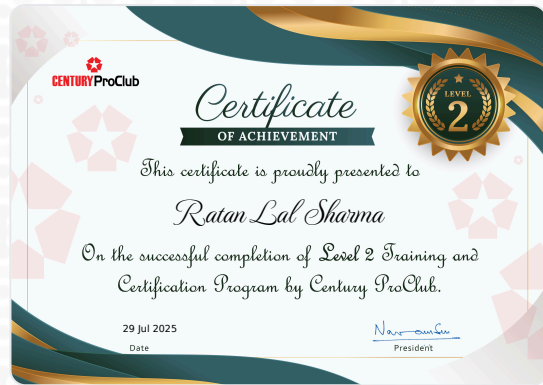 CENTURY ProClub
Certificate
OF ACHIEVEMENT
LEVEL
2
This certificate is proudly presented to
Ratan Lal Sharma
On the successful completion of Level 2 Training and
Certification Program by Century ProClub.
29 Jul 2025
Date
President